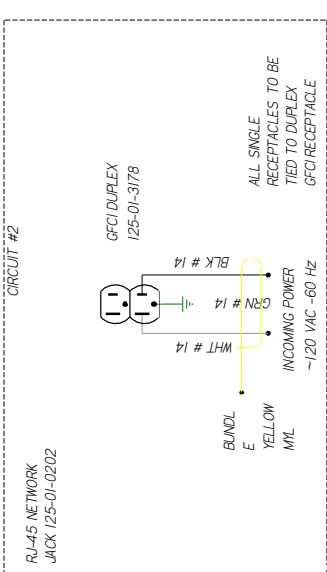 CIRCUIT #2
RJ-45 NETWORK
JACK 125-01-0202
GFCI DUPLEX
125-01-3178
ALL SINGLE
RECEPTACLES TO BE
TIED TO DUPLEX
GFCI RECEPTACLE
BLK # 14
GRN # 14
WHT # 14
INCOMING POWER
~120 VAC -60 Hz
BUNDL
E
YELLOW
MYL